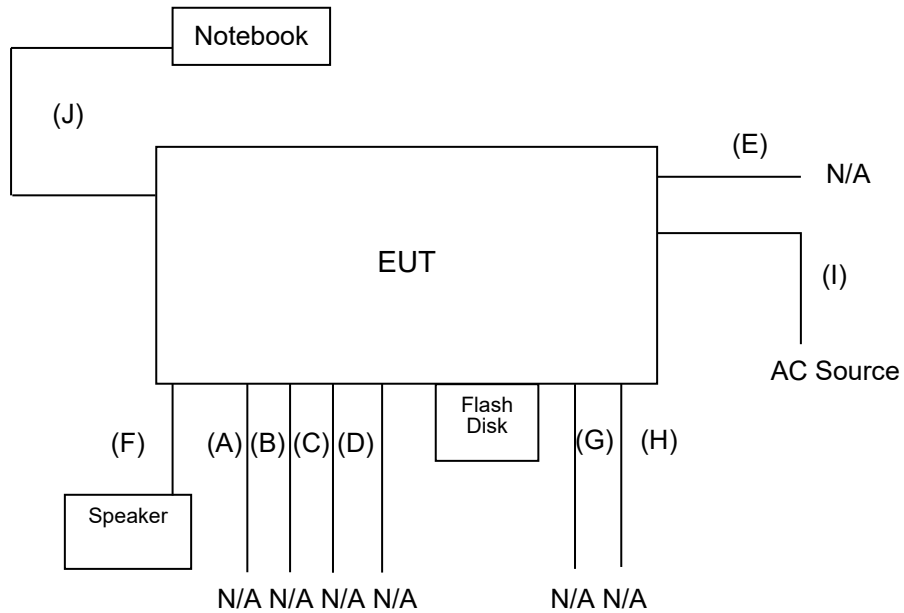 Notebook
(J)
(E)
N/A
EUT
(I)
AC Source
Flash
Disk
(F)
(A)
(B)
(C)
(D)
(G)
(H)
Speaker
N/A N/A N/A N/A
N/A N/A